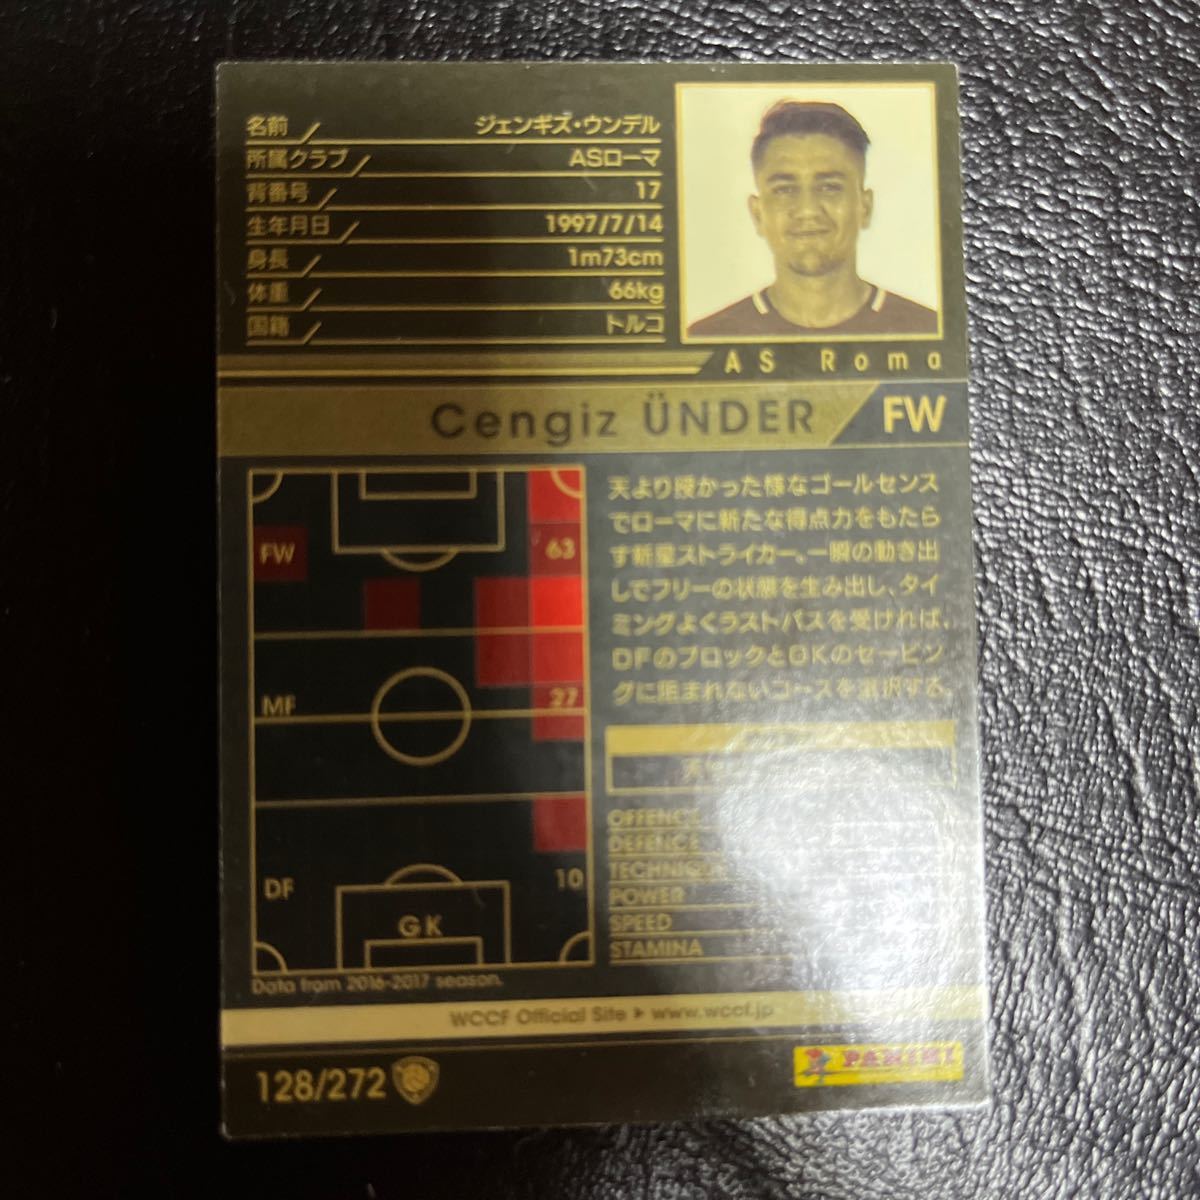 名前 ジェンギズ・ウンデル
所属クラブ ASローマ
背番号 17
生年月日 1997/7/14
身長 1m73cm
体重 66kg
国籍 トルコ
AS Roma
Cengiz ÜNDER FW
天より授かった様なゴールセンス
でローマに新たな得点力をもたら
す新星ストライカー。一瞬の動き出
しでフリーの状態を生み出し、タイ
ミングよくラストパスを受ければ、
DFのブロックとGKのセービン
グに阻まれないコースを選択する。
FW 63
MF 27
DF 10
GK
OFFENCE
DEFENCE
TECHNIQUE
POWER
SPEED
STAMINA
Data from 2016-2017 season.
WCCF Official Site ▶ www.wccf.jp
128/272
PANINI